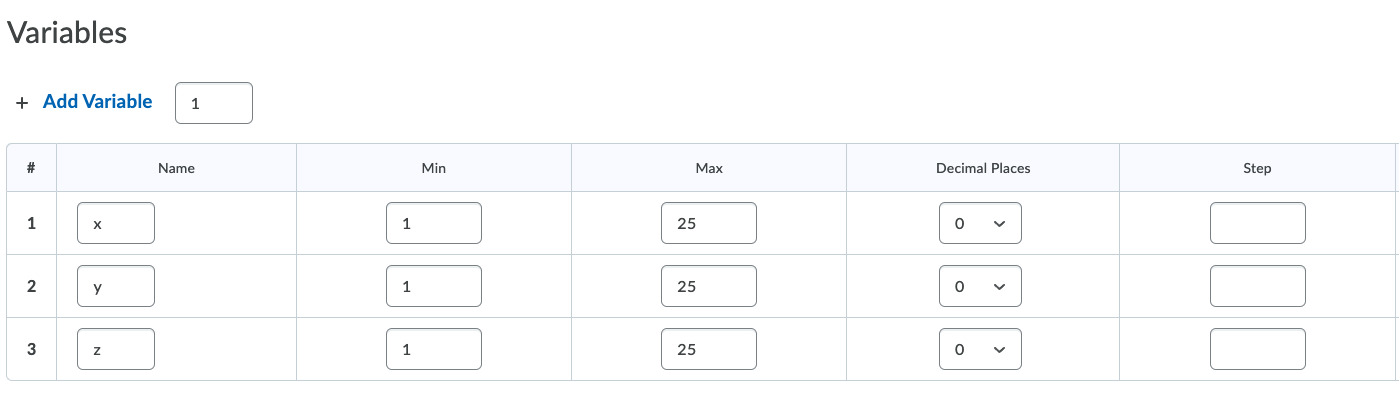 Variables
+ Add Variable 1
# Name Min Max Decimal Places Step
1 x 1 25 0
2 y 1 25 0
3 z 1 25 0